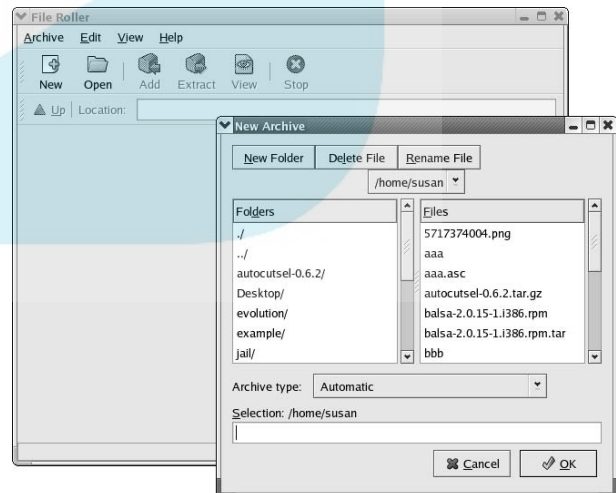 File Roller
Archive Edit View Help
New Open Add Extract View Stop
Up Location:
New Archive
New Folder Delete File Rename File
/home/susan
Folders
./
../
autocutsel-0.6.2/
Desktop/
evolution/
example/
jail/
Files
5717374004.png
aaa
aaa.asc
autocutsel-0.6.2.tar.gz
balsa-2.0.15-1.i386.rpm
balsa-2.0.15-1.i386.rpm.tar
bbb
Archive type: Automatic
Selection: /home/susan
Cancel OK